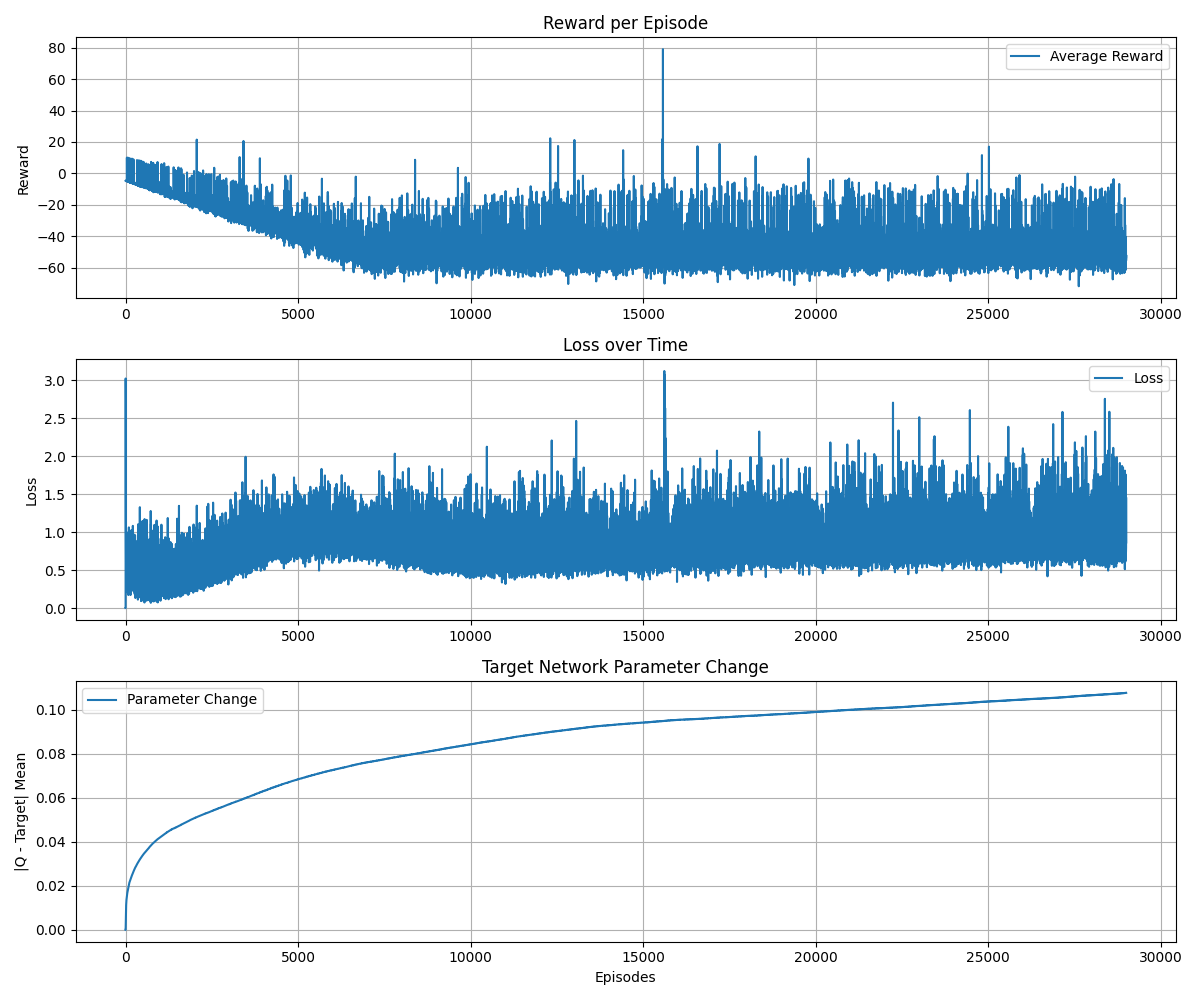 Reward per Episode
Reward
80
60
40
20
0
−20
−40
−60
Average Reward
0 5000 10000 15000 20000 25000 30000
Loss over Time
Loss
3.0
2.5
2.0
1.5
1.0
0.5
0.0
Loss
0 5000 10000 15000 20000 25000 30000
Target Network Parameter Change
|Q - Target| Mean
0.10
0.08
0.06
0.04
0.02
0.00
Parameter Change
0 5000 10000 15000 20000 25000 30000
Episodes